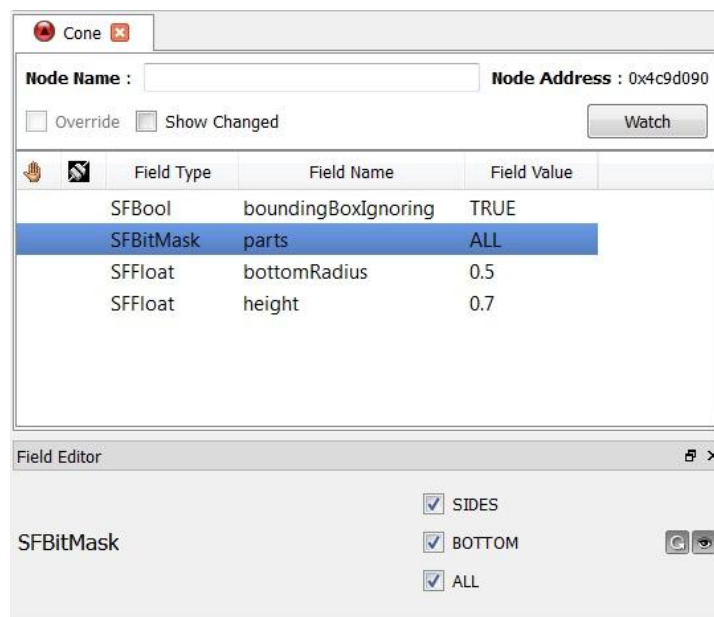 Cone
Node Name : Node Address : 0x4c9d090
Override Show Changed Watch
Field Type Field Name Field Value
SFBool boundingBoxIgnoring TRUE
SFBitMask parts ALL
SFFloat bottomRadius 0.5
SFFloat height 0.7
Field Editor
SIDES
SFBitMask BOTTOM
ALL